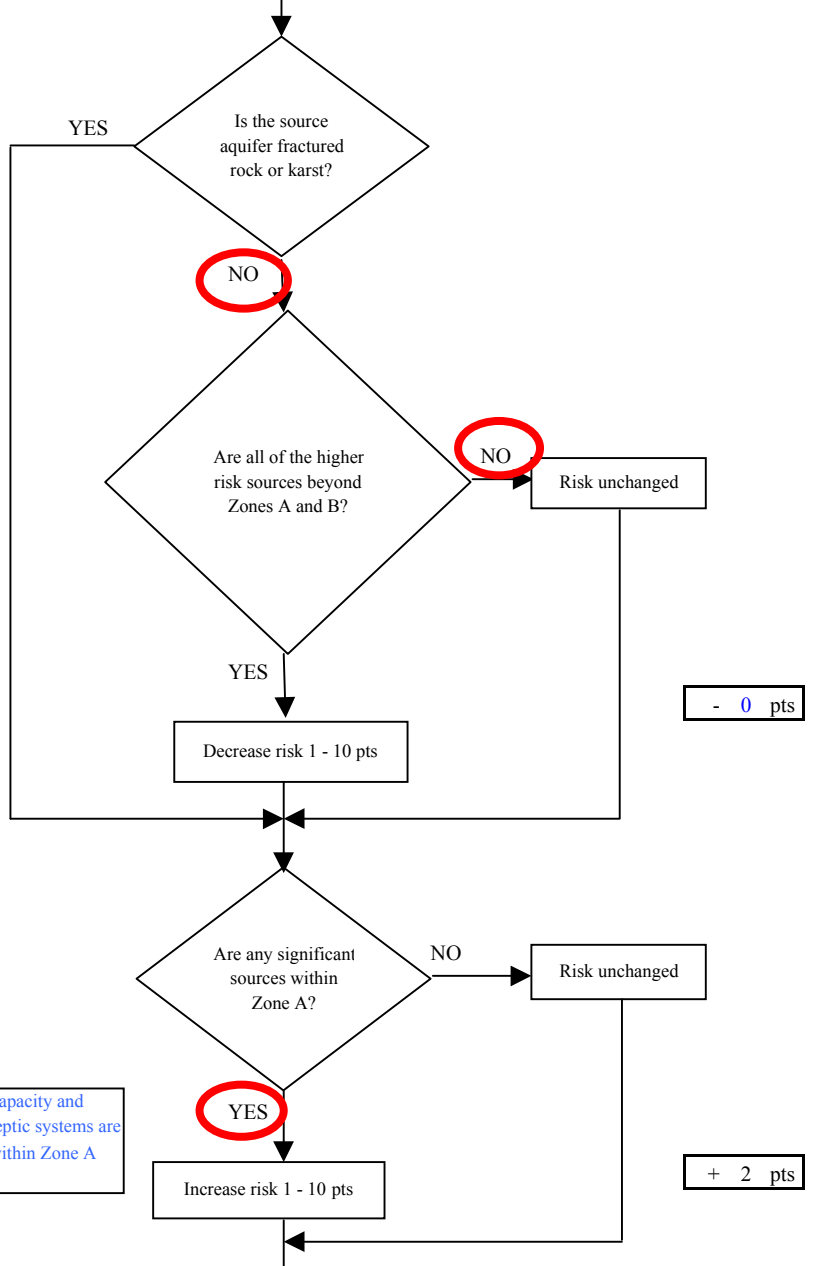 YES
Is the source
aquifer fractured
rock or karst?
NO
Are all of the higher
risk sources beyond
Zones A and B?
NO
Risk unchanged
YES
- 0 pts
Decrease risk 1 - 10 pts
Are any significant
sources within
Zone A?
NO
Risk unchanged
apacity and
eptic systems are
ithin Zone A
YES
Increase risk 1 - 10 pts
+ 2 pts